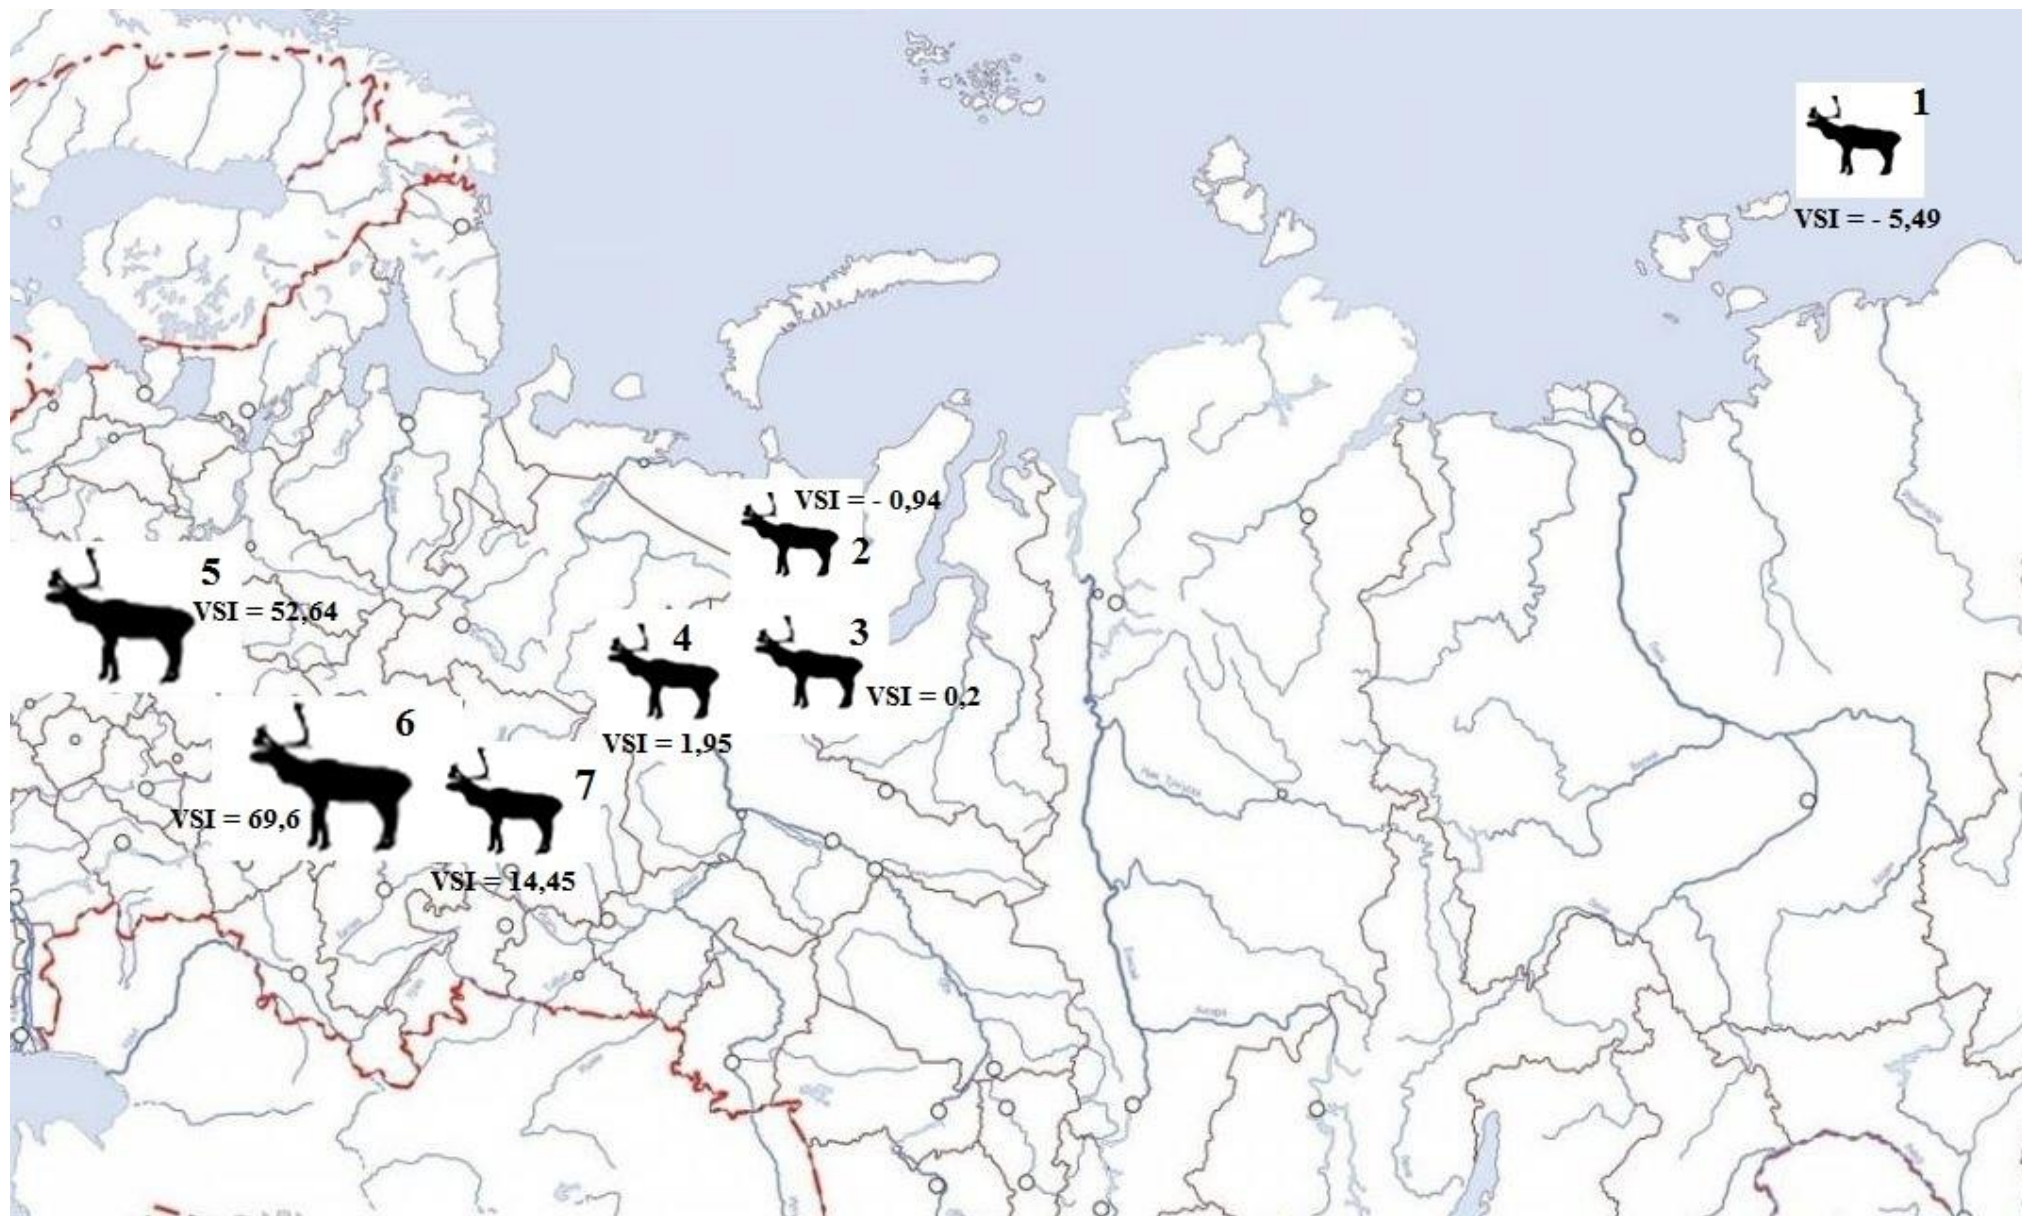 1
VSI = - 5,49
VSI = - 0,94
2
5
VSI = 52,64
4
3
VSI = 0,2
VSI = 1,95
6
7
VSI = 69,6
VSI = 14,45